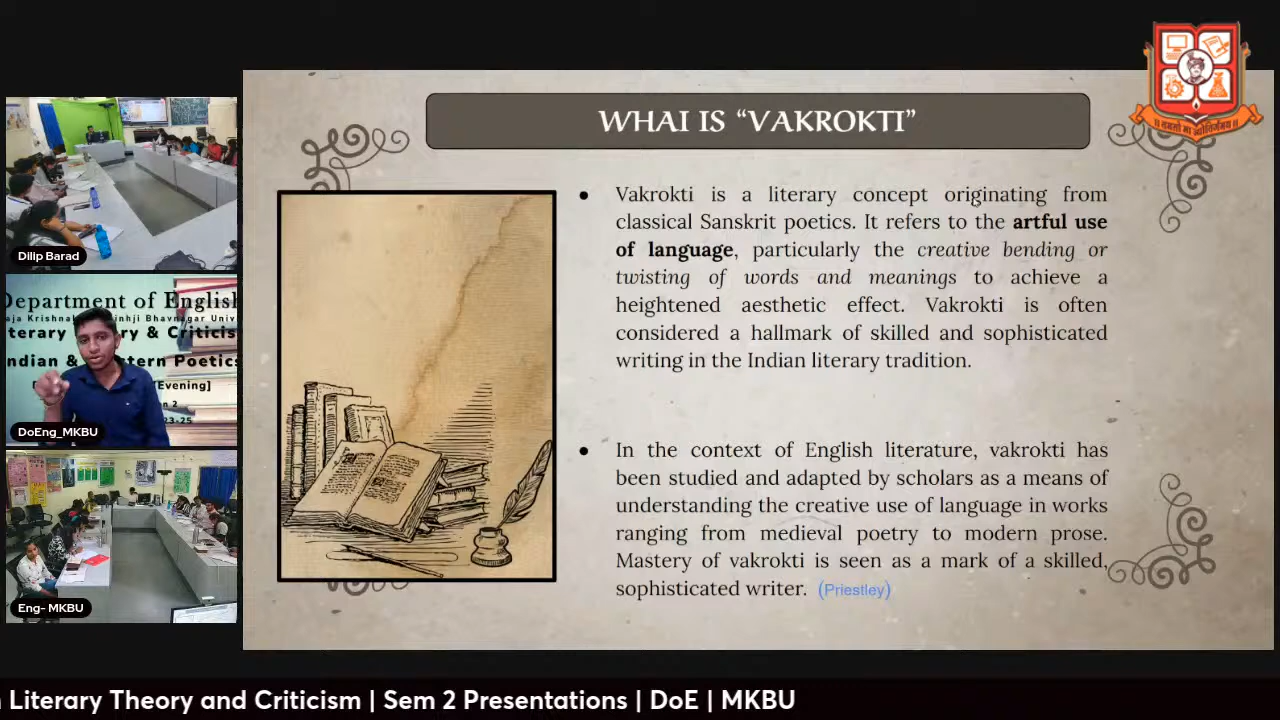 WHAI IS “VAKROKTI”
• Vakrokti is a literary concept originating from
classical Sanskrit poetics. It refers to the artful use
of language, particularly the creative bending or
twisting of words and meanings to achieve a
heightened aesthetic effect. Vakrokti is often
considered a hallmark of skilled and sophisticated
writing in the Indian literary tradition.
• In the context of English literature, vakrokti has
been studied and adapted by scholars as a means of
understanding the creative use of language in works
ranging from medieval poetry to modern prose.
Mastery of vakrokti is seen as a mark of a skilled,
sophisticated writer. (Priestley)
Dilip Barad
Department of English
Krishna
Bhavnagar
Criticis
Poetics
Evening]
23-25
DoEng_MKBU
Eng- MKBU
Literary Theory and Criticism | Sem 2 Presentations | DoE | MKBU